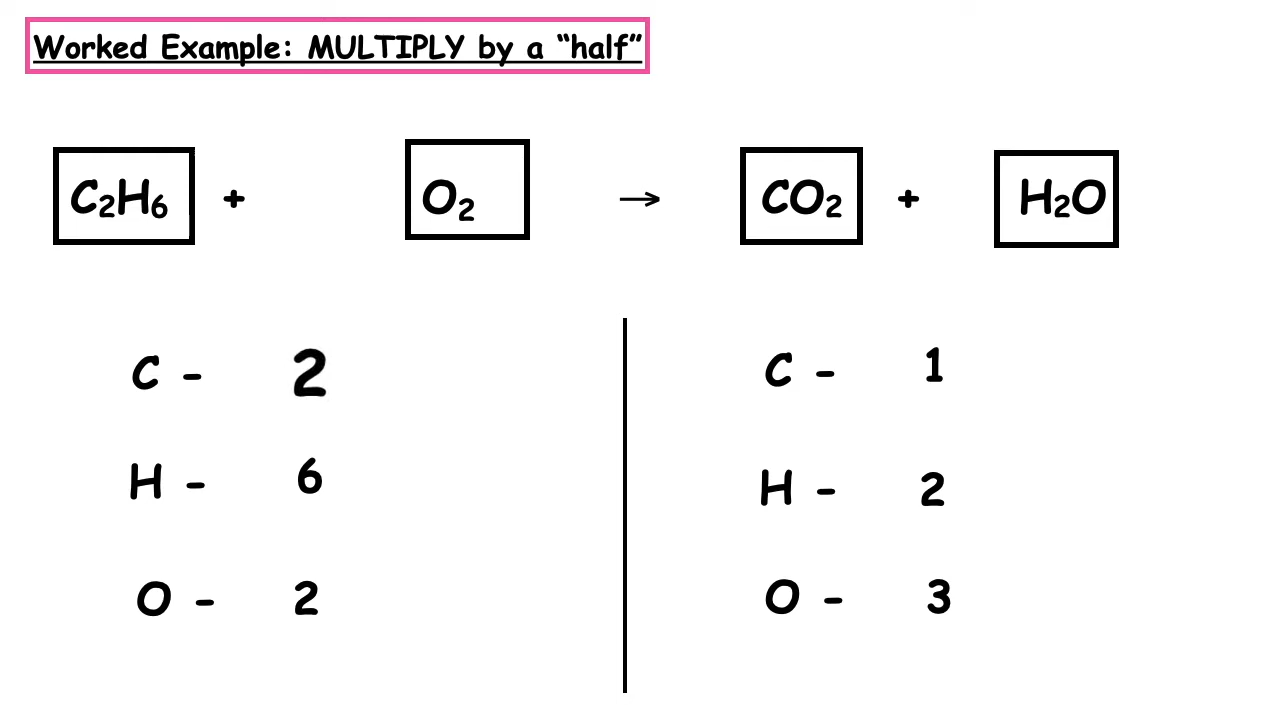 Worked Example: MULTIPLY by a “half”
C₂H₆ + O₂ → CO₂ + H₂O
C - 2 C - 1
H - 6 H - 2
O - 2 O - 3